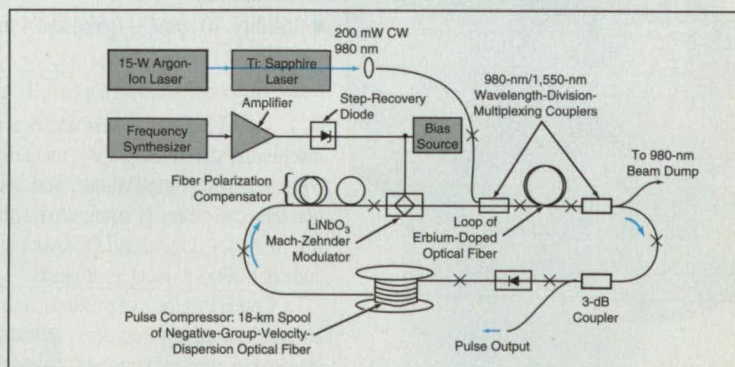 200 mW CW
980 nm
15-W Argon-
Ion Laser
Ti: Sapphire
Laser
980-nm/1,550-nm
Wavelength-Division-
Multiplexing Couplers
Amplifier
Step-Recovery
Diode
Frequency
Synthesizer
Bias
Source
To 980-nm
Beam Dump
Fiber Polarization
Compensator
LiNbO3
Mach-Zehnder
Modulator
Loop of
Erbium-Doped
Optical Fiber
3-dB
Coupler
Pulse Compressor: 18-km Spool
of Negative-Group-Velocity-
Dispersion Optical Fiber
Pulse Output